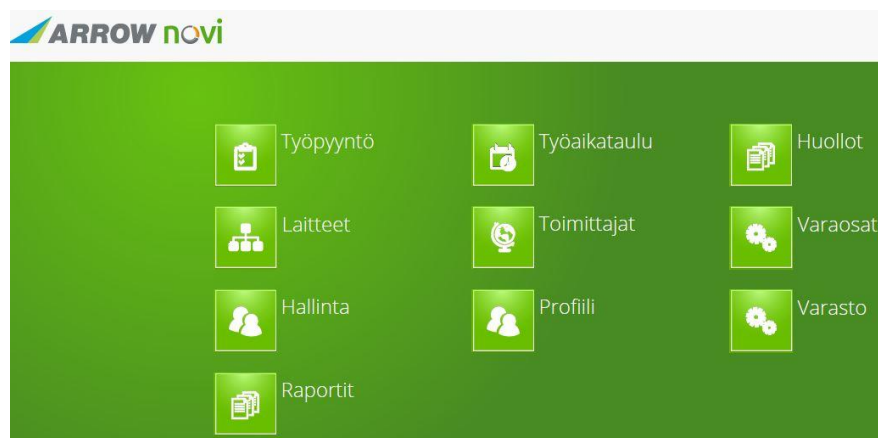 ARROW novi
Työpyyntö
Työaikataulu
Huollot
Laitteet
Toimittajat
Varaosat
Hallinta
Profiili
Varasto
Raportit